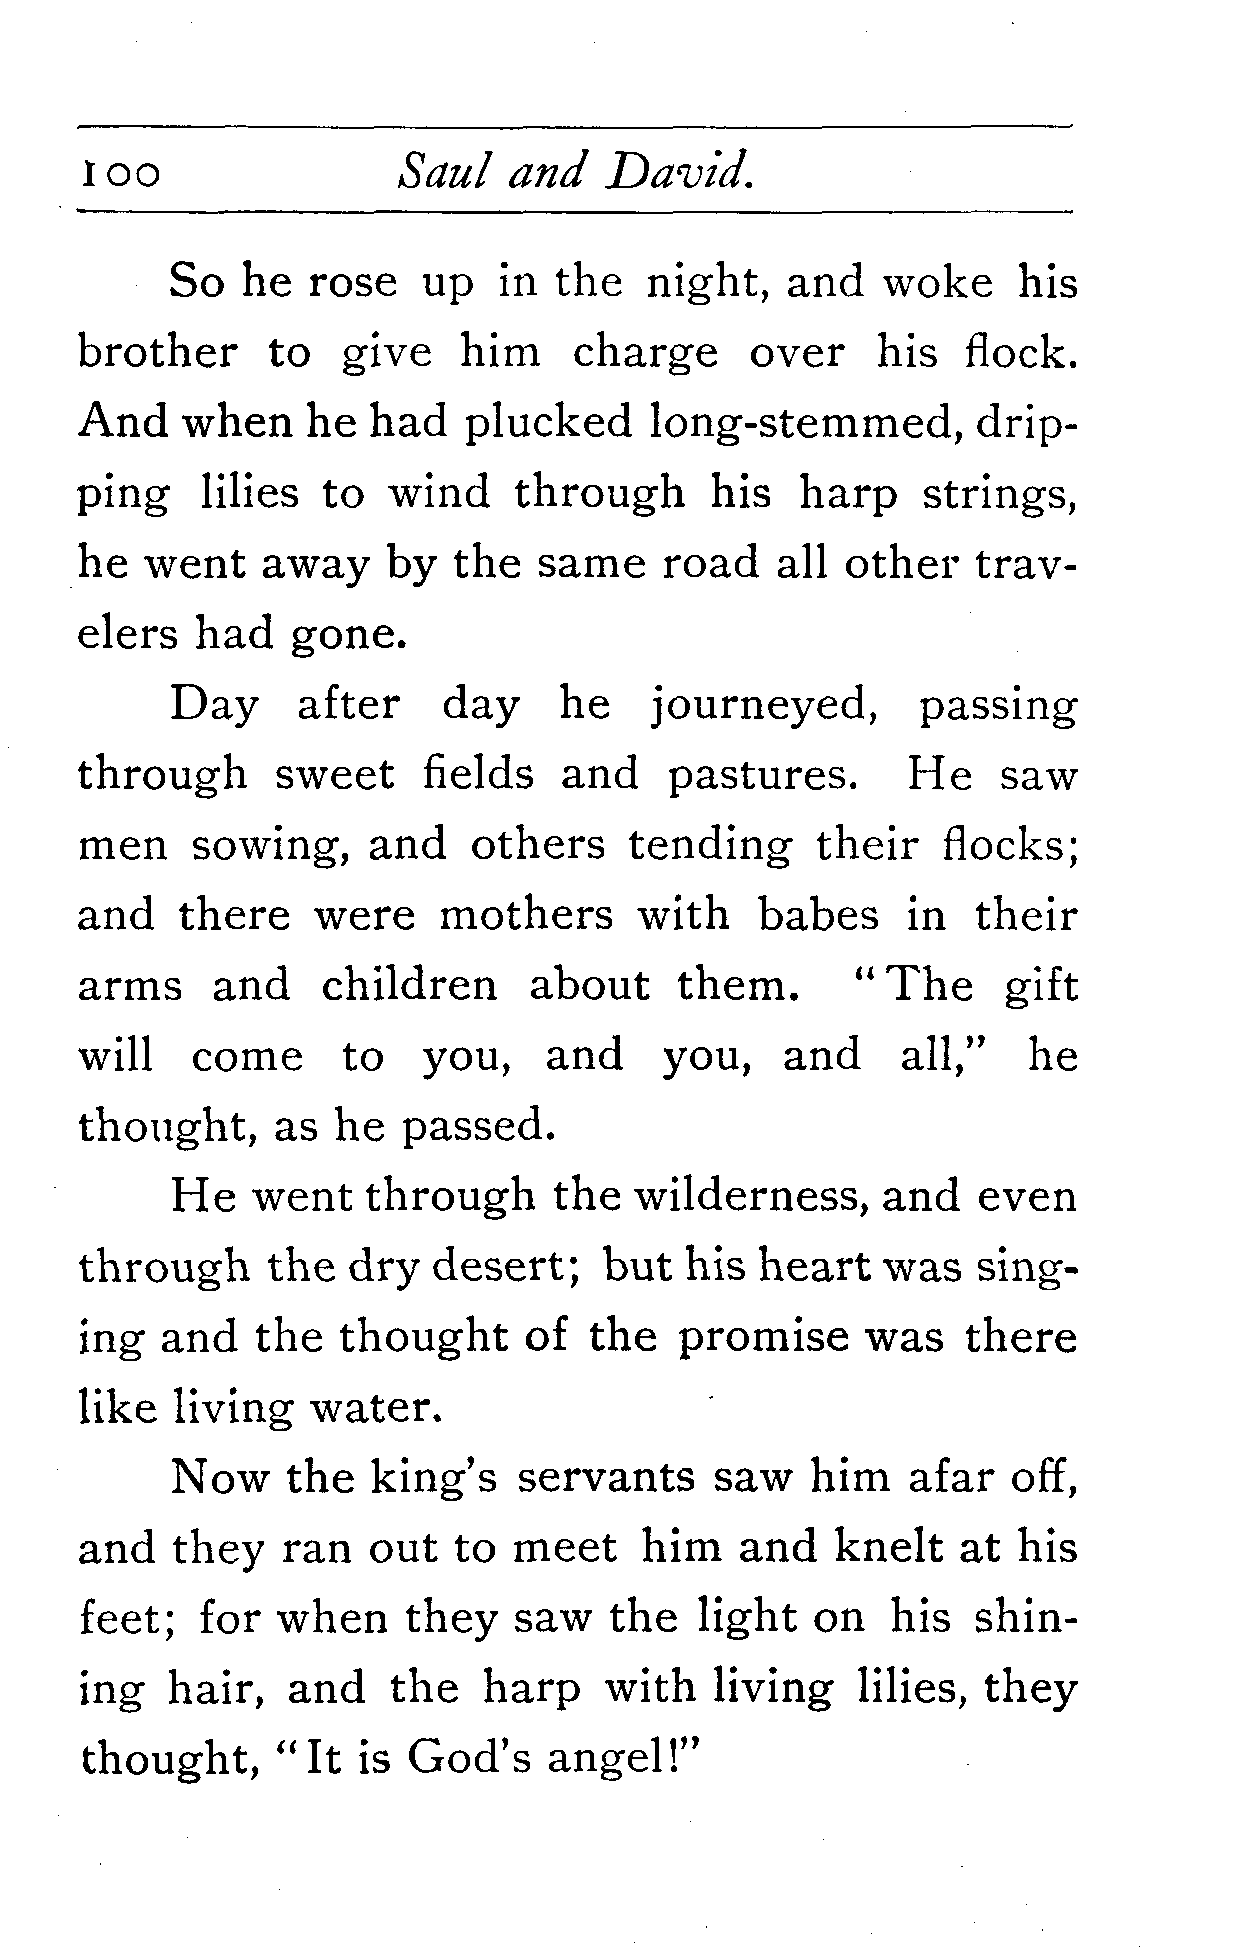 100 Saul and David.
So he rose up in the night, and woke his
brother to give him charge over his flock.
And when he had plucked long-stemmed, drip-
ping lilies to wind through his harp strings,
he went away by the same road all other trav-
elers had gone.
Day after day he journeyed, passing
through sweet fields and pastures. He saw
men sowing, and others tending their flocks;
and there were mothers with babes in their
arms and children about them. "The gift
will come to you, and you, and all," he
thought, as he passed.
He went through the wilderness, and even
through the dry desert; but his heart was sing-
ing and the thought of the promise was there
like living water.
Now the king's servants saw him afar off,
and they ran out to meet him and knelt at his
feet; for when they saw the light on his shin-
ing hair, and the harp with living lilies, they
thought, "It is God's angel!"